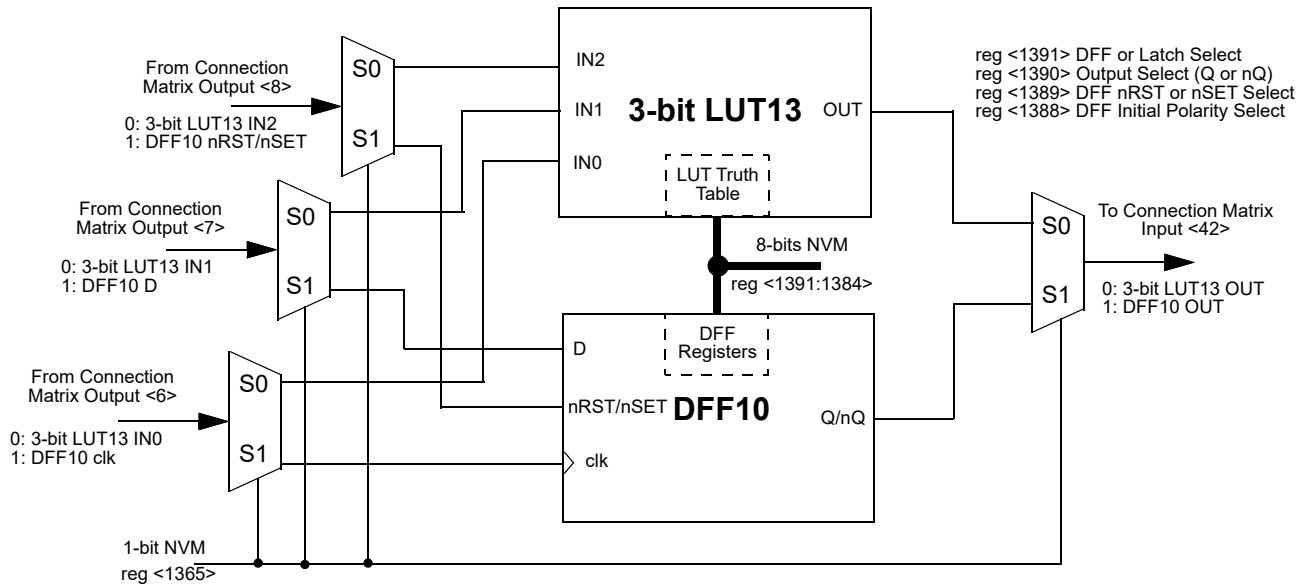 From Connection
Matrix Output <8>
0: 3-bit LUT13 IN2
1: DFF10 nRST/nSET
S0
S1
From Connection
Matrix Output <7>
0: 3-bit LUT13 IN1
1: DFF10 D
S0
S1
From Connection
Matrix Output <6>
0: 3-bit LUT13 IN0
1: DFF10 clk
S0
S1
1-bit NVM
reg <1365>
IN2
IN1
IN0
3-bit LUT13
OUT
LUT Truth
Table
8-bits NVM
reg <1391:1384>
DFF
Registers
D
nRST/nSET
clk
DFF10
Q/nQ
reg <1391> DFF or Latch Select
reg <1390> Output Select (Q or nQ)
reg <1389> DFF nRST or nSET Select
reg <1388> DFF Initial Polarity Select
S0
S1
To Connection Matrix
Input <42>
0: 3-bit LUT13 OUT
1: DFF10 OUT